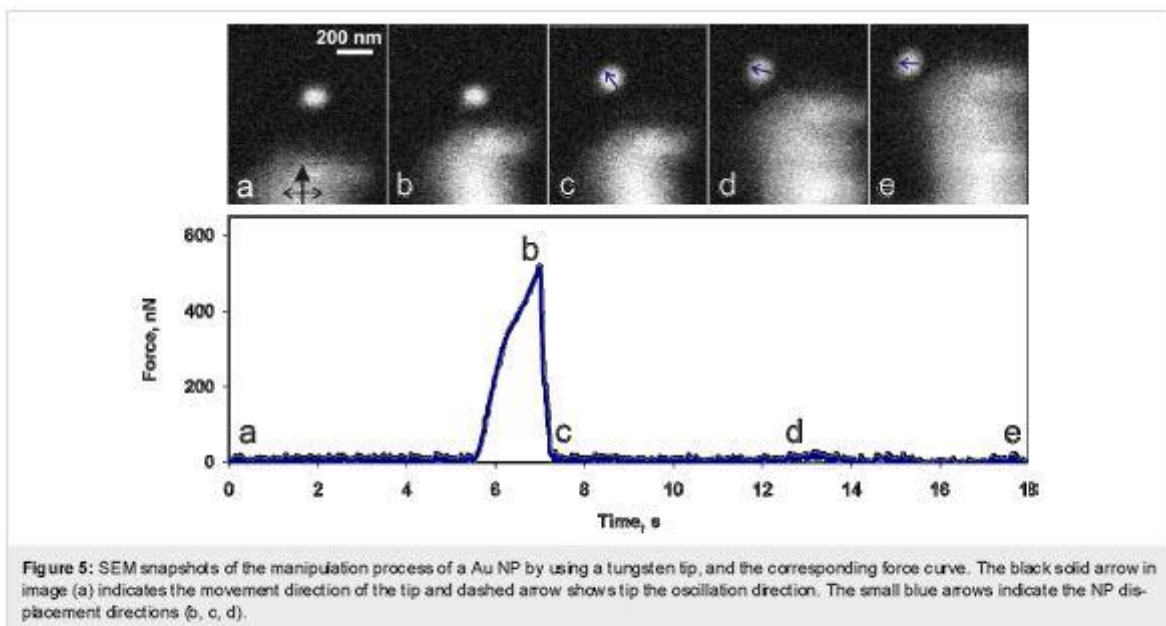 200 nm
a
b
c
d
e
600
b
400
Force, nN
200
a
c
d
e
0
0 2 4 6 8 10 12 14 16 18
Time, s
Figure 5: SEM snapshots of the manipulation process of a Au NP by using a tungsten tip, and the corresponding force curve. The black solid arrow in
image (a) indicates the movement direction of the tip and dashed arrow shows tip the oscillation direction. The small blue arrows indicate the NP dis-
placement directions (b, c, d).